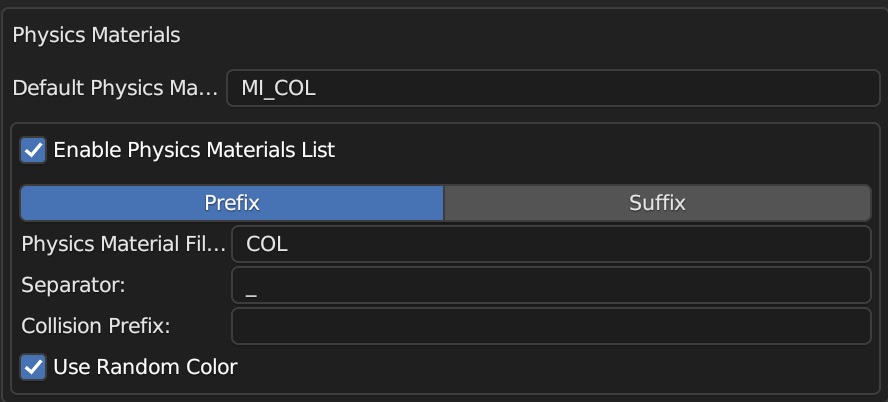 Physics Materials
Default Physics Ma... MI_COL
Enable Physics Materials List
Prefix Suffix
Physics Material Fil... COL
Separator: _
Collision Prefix:
Use Random Color